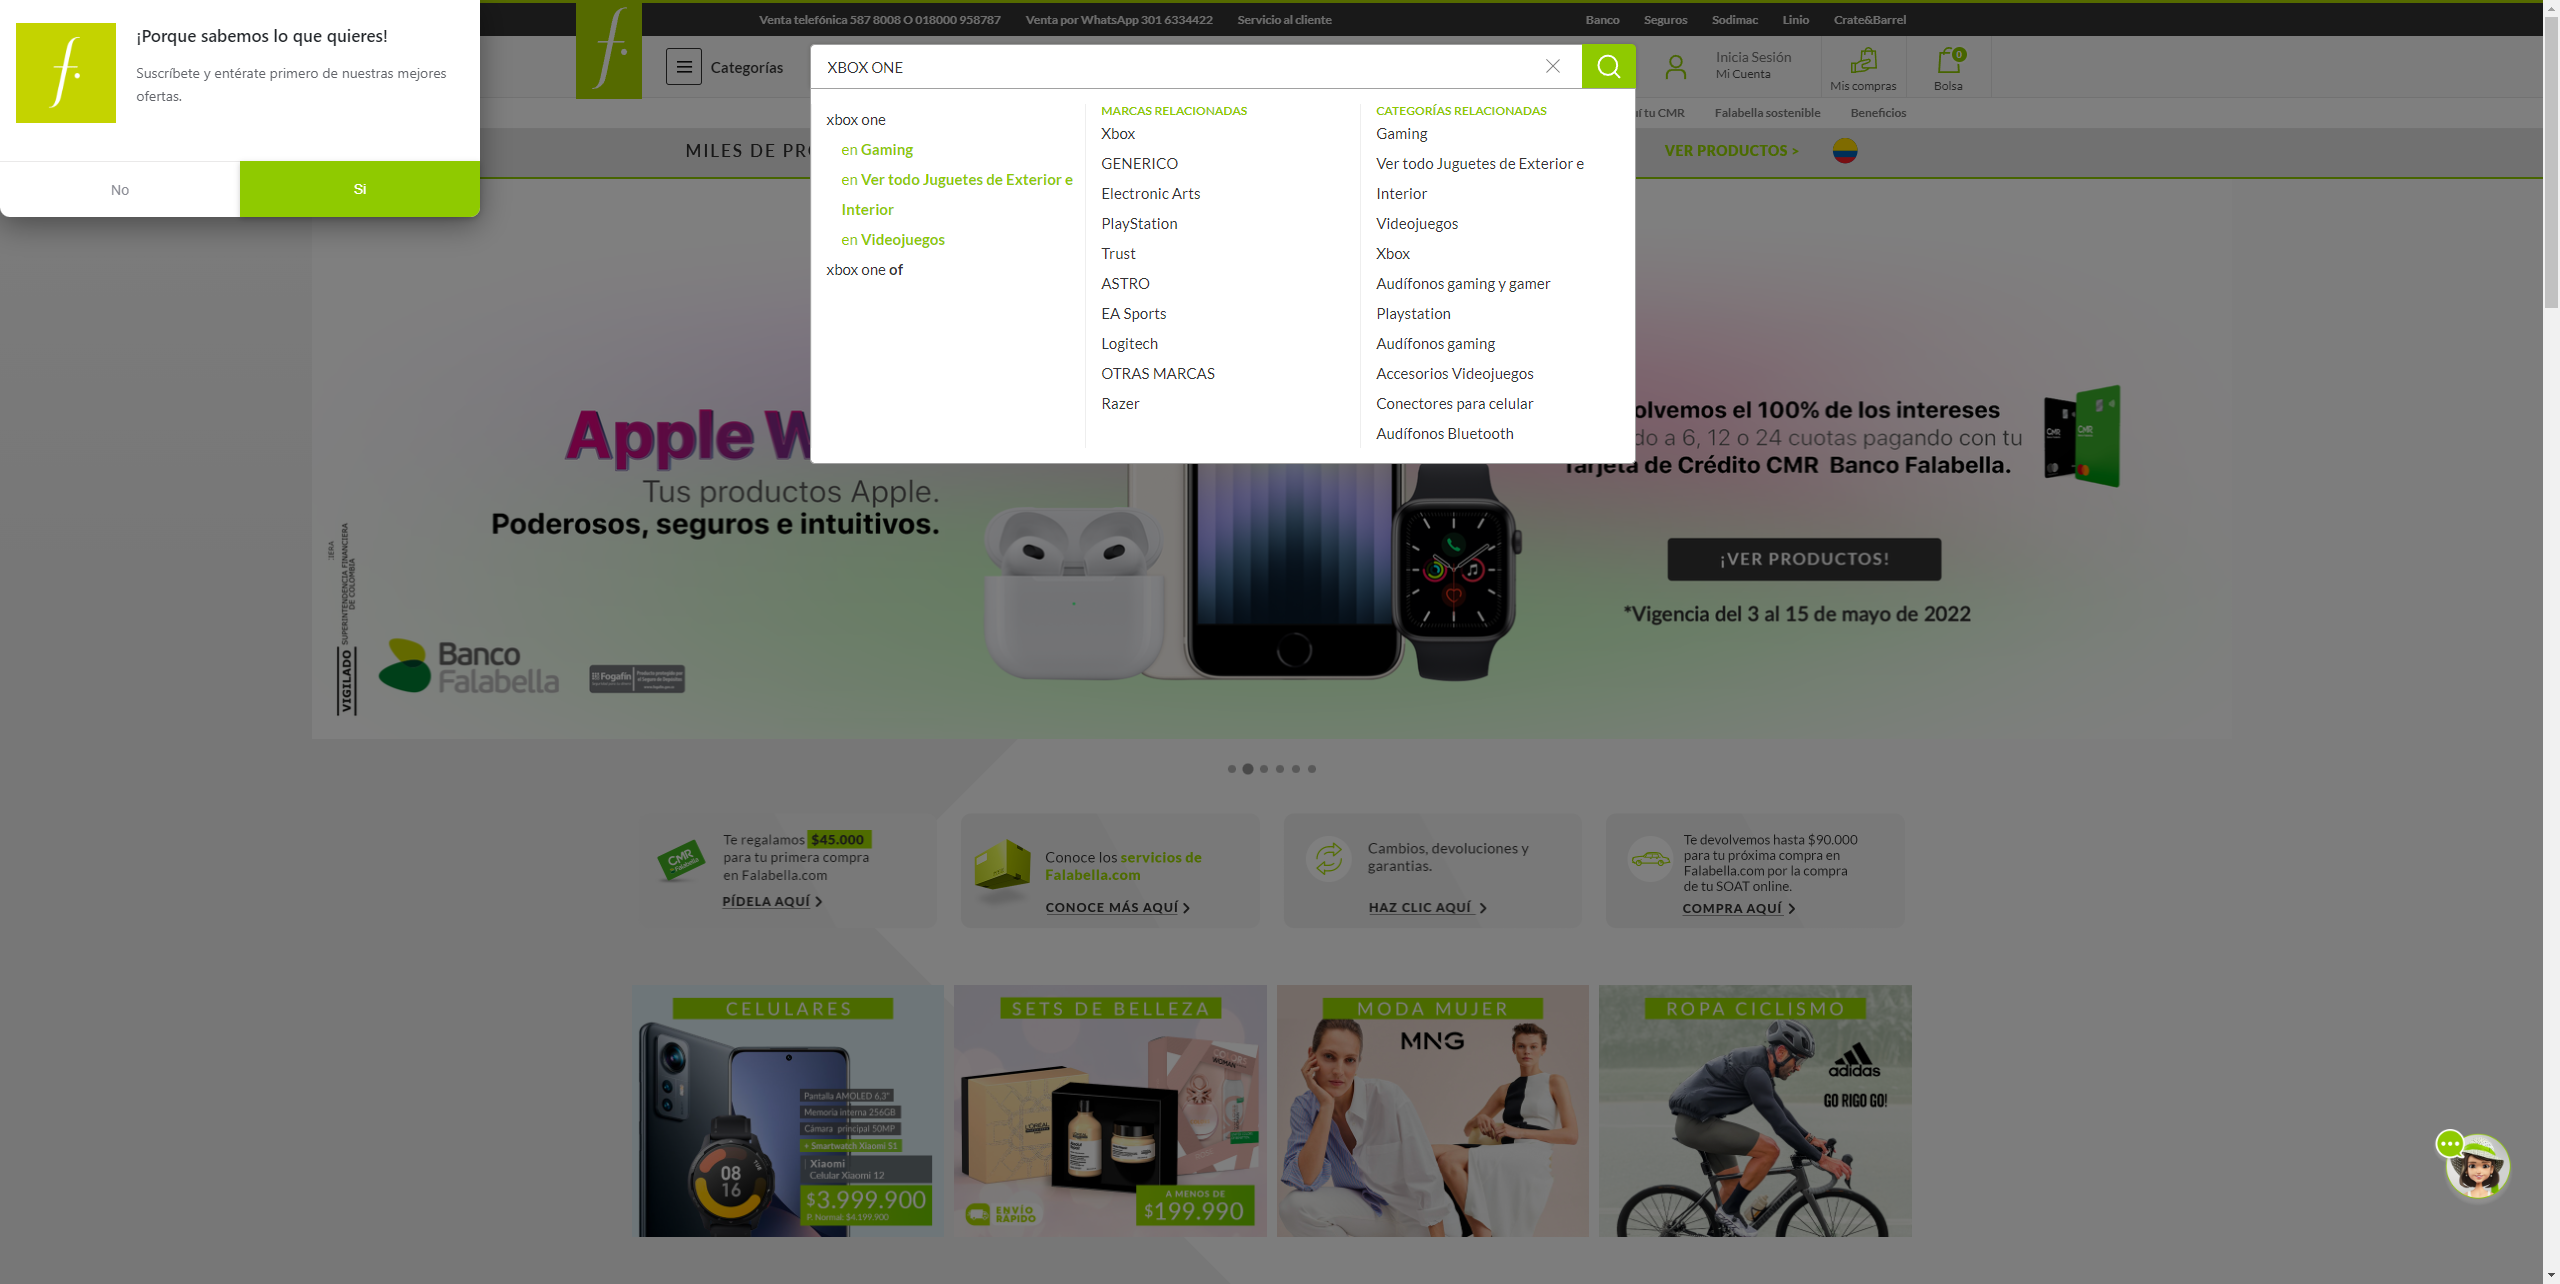 ¡Porque sabemos lo que quieres!
Suscríbete y entérate primero de nuestras mejores
ofertas.
No
Si
Venta telefónica 587 8008 O 018000 958787
Venta por WhatsApp 301 6334422
Servicio al cliente
Banco
Seguros
Sodimac
Linio
Crate&Barrel
f.
Categorías
XBOX ONE
Inicia Sesión
Mi Cuenta
Mis compras
0
Bolsa
tu CMR
Falabella sostenible
Beneficios
MILES DE PR
VER PRODUCTOS >
xbox one
en Gaming
en Ver todo Juguetes de Exterior e
Interior
en Videojuegos
xbox one of
MARCAS RELACIONADAS
Xbox
GENERICO
Electronic Arts
PlayStation
Trust
ASTRO
EA Sports
Logitech
OTRAS MARCAS
Razer
CATEGORÍAS RELACIONADAS
Gaming
Ver todo Juguetes de Exterior e
Interior
Videojuegos
Xbox
Audífonos gaming y gamer
Playstation
Audífonos gaming
Accesorios Videojuegos
Conectores para celular
Audífonos Bluetooth
Apple W
Tus productos Apple.
Poderosos, seguros e intuitivos.
olvemos el 100% de los intereses
do a 6, 12 o 24 cuotas pagando con tu
Tarjeta de Crédito CMR Banco Falabella.
¡VER PRODUCTOS!
*Vigencia del 3 al 15 de mayo de 2022
VIGILADO
SUPERINTENDENCIA FINANCIERA
DE COLOMBIA
Banco
Falabella
Fogafín
Te regalamos $45.000
para tu primera compra
en Falabella.com
PÍDELA AQUÍ
Conoce los servicios de
Falabella.com
CONOCE MÁS AQUÍ
Cambios, devoluciones y
garantias.
HAZ CLIC AQUÍ
Te devolvemos hasta $90.000
para tu próxima compra en
Falabella.com por la compra
de tu SOAT online.
COMPRA AQUÍ
CELULARES
Pantalla AMOLED 6.3"
Memoria interna 256GB
Cámara principal 50MP
+ Smartwatch Xiaomi S1
Xiaomi
Celular Xiaomi 12
$3.999.900
P. Normal: $4.199.900
08
16
SETS DE BELLEZA
ENVÍO
RÁPIDO
A MENOS DE
$199.990
MODA MUJER
MNG
ROPA CICLISMO
adidas
GO RIGO GO!